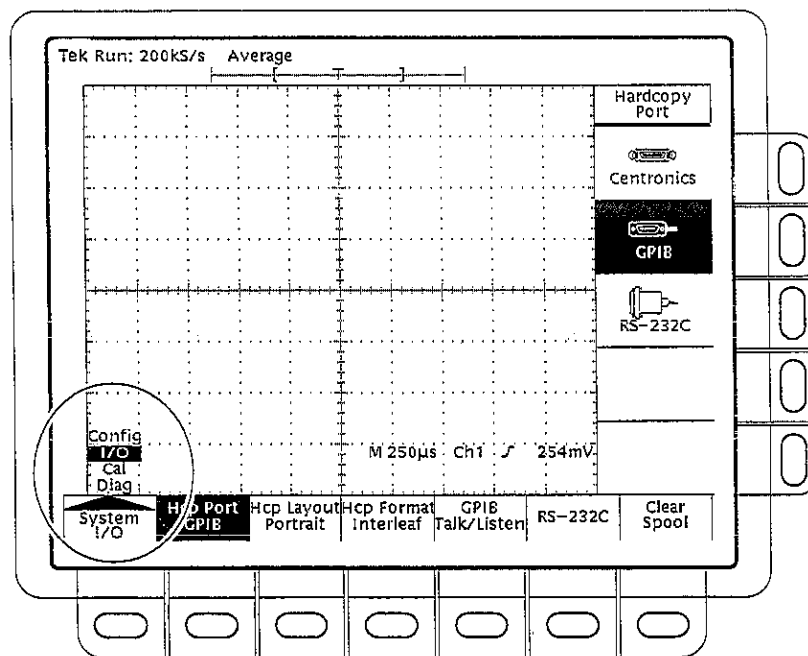 Tek Run: 200kS/s Average
Hardcopy
Port
Centronics
GPIB
RS-232C
Config
I/O
Cal
Diag
M 250µs Ch1 254mV
System
I/O
Hcp Port
GPIB
Hcp Layout
Portrait
Hcp Format
Interleaf
GPIB
Talk/Listen
RS-232C
Clear
Spool